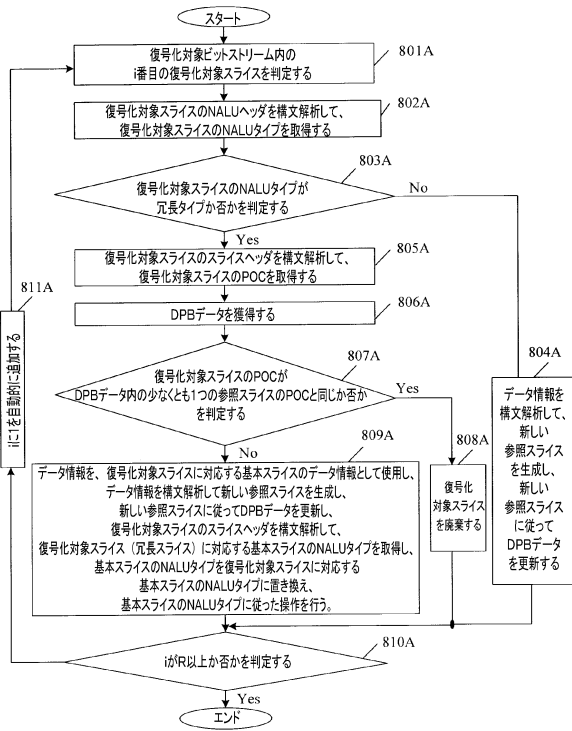 スタート
復号化対象ビットストリーム内の
i番目の復号化対象スライスを判定する
801A
復号化対象スライスのNALUヘッダを構文解析して、
復号化対象スライスのNALUタイプを取得する
802A
復号化対象スライスのNALUタイプが
冗長タイプか否かを判定する
803A
No
Yes
復号化対象スライスのスライスヘッダを構文解析して、
復号化対象スライスのPOCを取得する
805A
DPBデータを獲得する
806A
811A
iに1を自動的に追加する
復号化対象スライスのPOCが
DPBデータ内の少なくとも1つの参照スライスのPOCと同じか否か
を判定する
807A
Yes
No
804A
データ情報を
構文解析して、
新しい
参照スライス
を生成し、
新しい
参照スライス
に従って
DPBデータ
を更新する
808A
復号化
対象スライス
を廃棄する
809A
データ情報を、復号化対象スライスに対応する基本スライスのデータ情報として使用し、
データ情報を構文解析して新しい参照スライスを生成し、
新しい参照スライスに従ってDPBデータを更新し、
復号化対象スライスのスライスヘッダを構文解析して、
復号化対象スライス（冗長スライス）に対応する基本スライスのNALUタイプを取得し、
基本スライスのNALUタイプを復号化対象スライスに対応する
基本スライスのNALUタイプに置き換え、
基本スライスのNALUタイプに従った操作を行う。
810A
iがR以上か否かを判定する
Yes
エンド